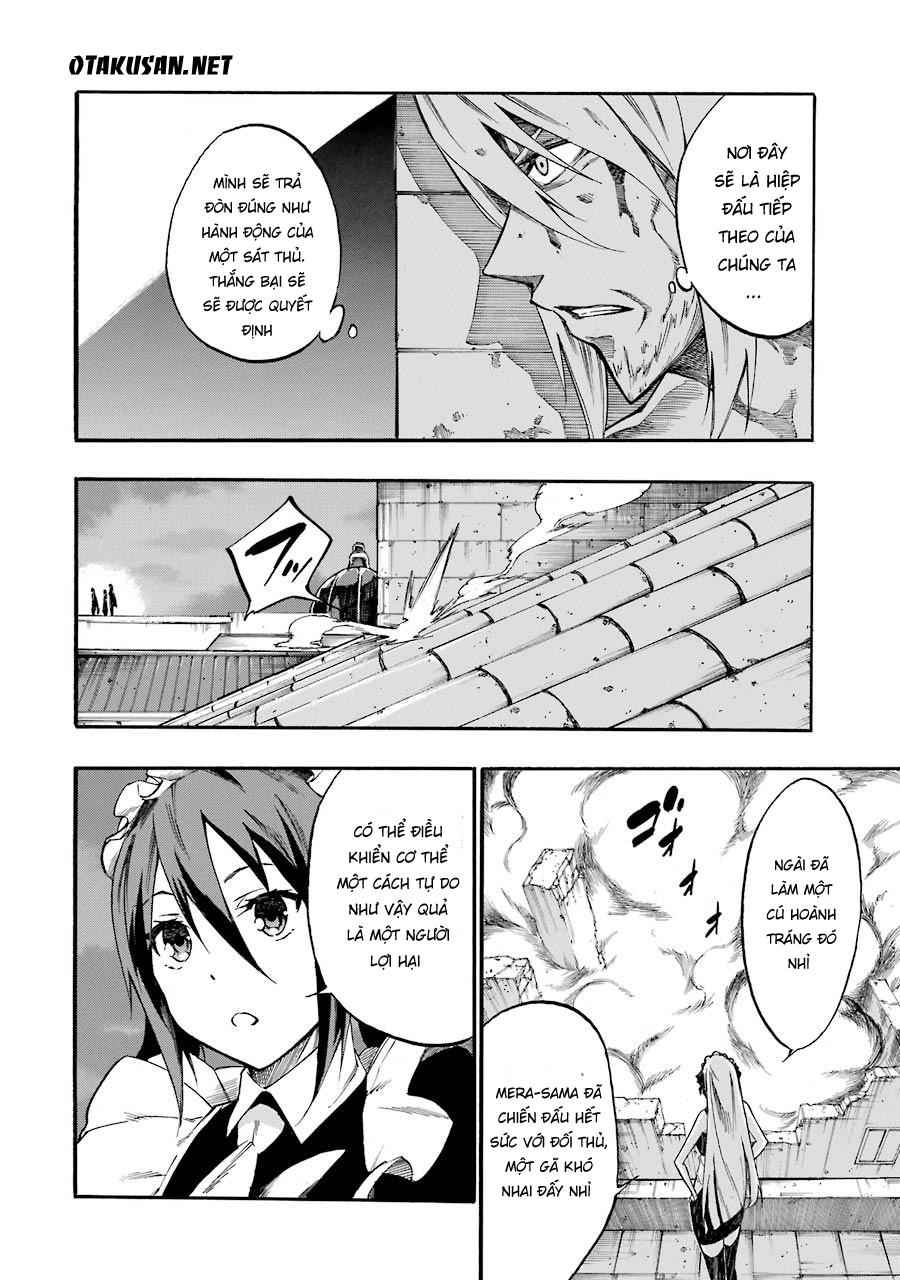 OTAKUSAN.NET
NƠI ĐÂY
SẼ LÀ HIỆP
ĐẤU TIẾP
THEO CỦA
CHÚNG TA
...
MÌNH SẼ TRẢ
ĐÒN ĐÚNG NHƯ
HÀNH ĐỘNG CỦA
MỘT SÁT THỦ.
THẮNG BẠI SẼ
SẼ ĐƯỢC QUYẾT
ĐỊNH
NGÀI ĐÃ
LÀM MỘT
CÚ HOÀNH
TRÁNG ĐÓ
NHỈ
ゴゴ
MERA-SAMA ĐÃ
CHIẾN ĐẤU HẾT
SỨC VỚI ĐỐI THỦ,
MỘT GÃ KHÓ
NHAI ĐẤY NHỈ
CÓ THỂ ĐIỀU
KHIỂN CƠ THỂ
MỘT CÁCH TỰ DO
NHƯ VẬY QUẢ
LÀ MỘT NGƯỜI
LỢI HẠI